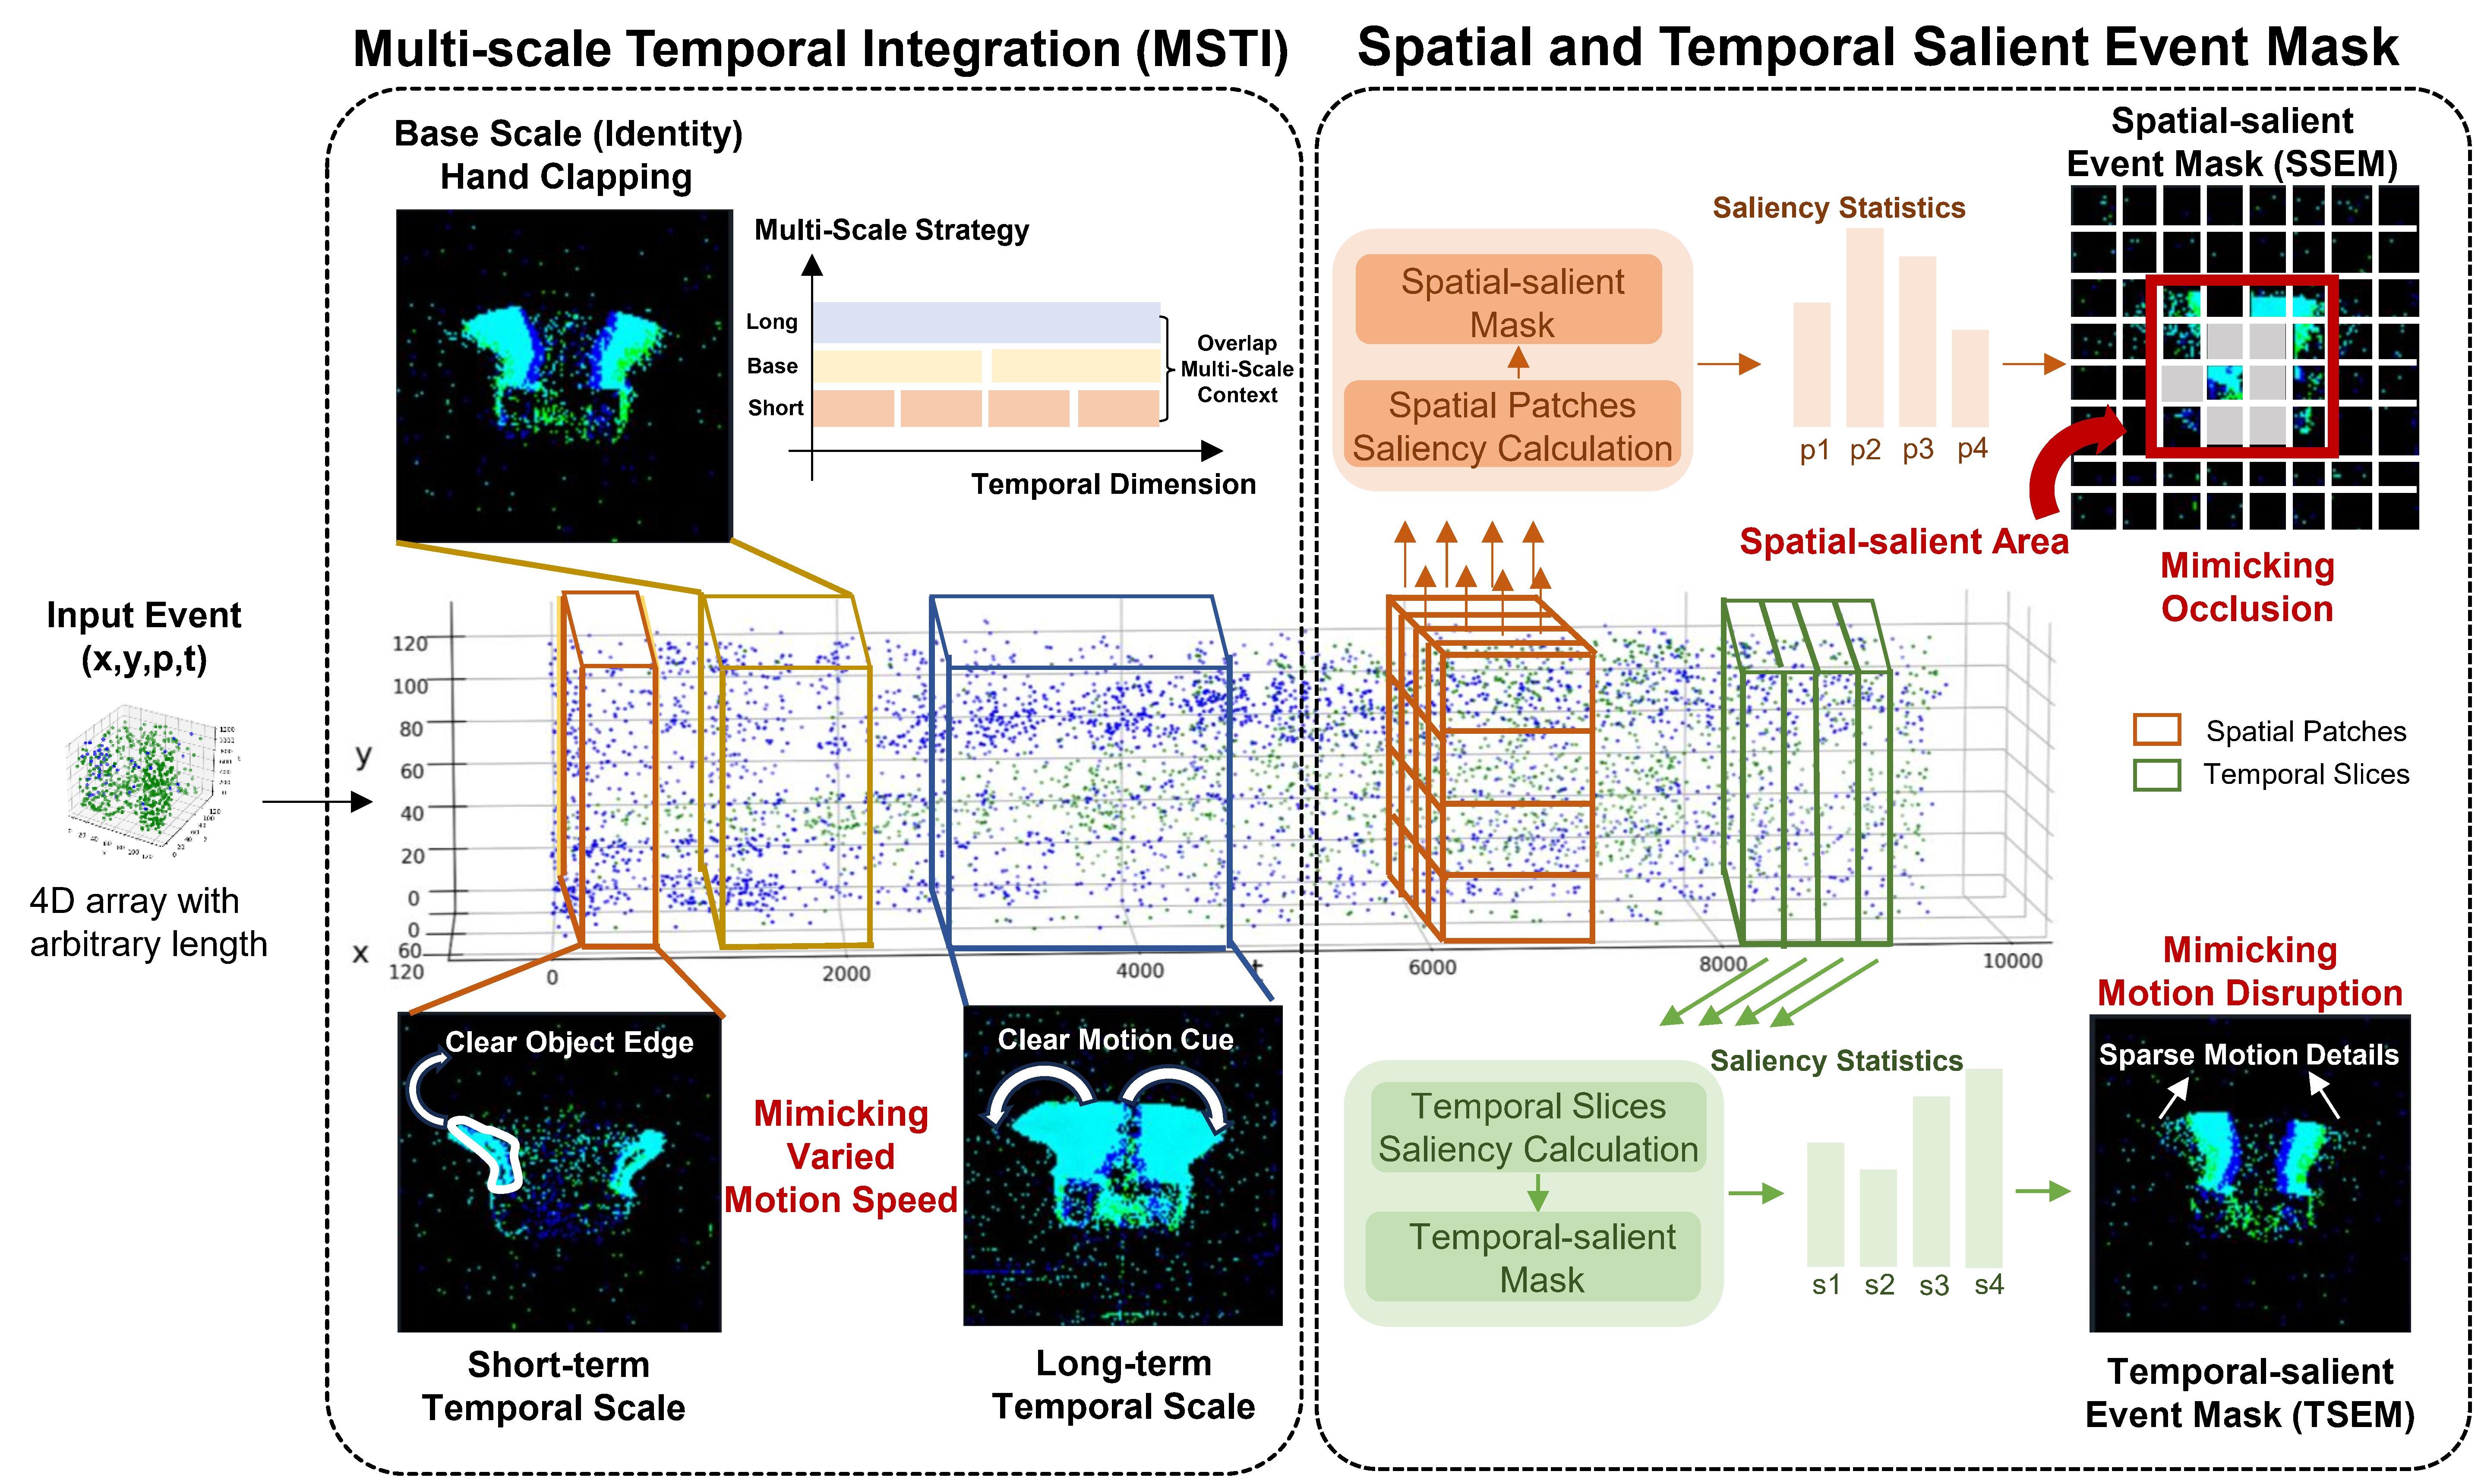 Multi-scale Temporal Integration (MSTI)
Spatial and Temporal Salient Event Mask
Base Scale (Identity)
Hand Clapping
Multi-Scale Strategy
Long
Base
Short
Overlap
Multi-Scale
Context
Temporal Dimension
Input Event
(x,y,p,t)
4D array with
arbitrary length
y
x
120
100
80
60
40
20
0
0
60
120
0
2000
4000
t
6000
8000
10000
Clear Object Edge
Short-term
Temporal Scale
Mimicking
Varied
Motion Speed
Clear Motion Cue
Long-term
Temporal Scale
Spatial-salient
Mask
Spatial Patches
Saliency Calculation
Saliency Statistics
p1
p2
p3
p4
Spatial-salient
Event Mask (SSEM)
Spatial-salient Area
Mimicking
Occlusion
Spatial Patches
Temporal Slices
Temporal Slices
Saliency Calculation
Temporal-salient
Mask
Saliency Statistics
s1
s2
s3
s4
Mimicking
Motion Disruption
Sparse Motion Details
Temporal-salient
Event Mask (TSEM)